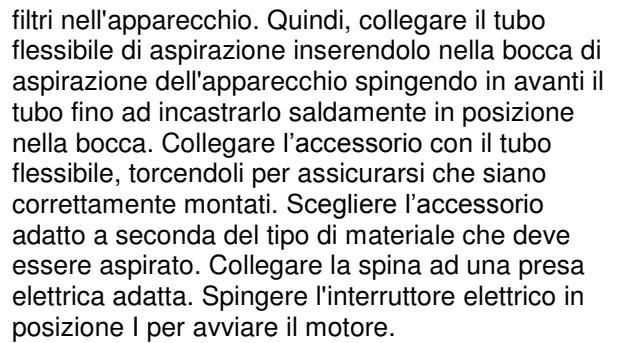 filtri nell'apparecchio. Quindi, collegare il tubo
flessibile di aspirazione inserendolo nella bocca di
aspirazione dell'apparecchio spingendo in avanti il
tubo fino ad incastrarlo saldamente in posizione
nella bocca. Collegare l’accessorio con il tubo
flessibile, torcendoli per assicurarsi che siano
correttamente montati. Scegliere l’accessorio
adatto a seconda del tipo di materiale che deve
essere aspirato. Collegare la spina ad una presa
elettrica adatta. Spingere l'interruttore elettrico in
posizione I per avviare il motore.